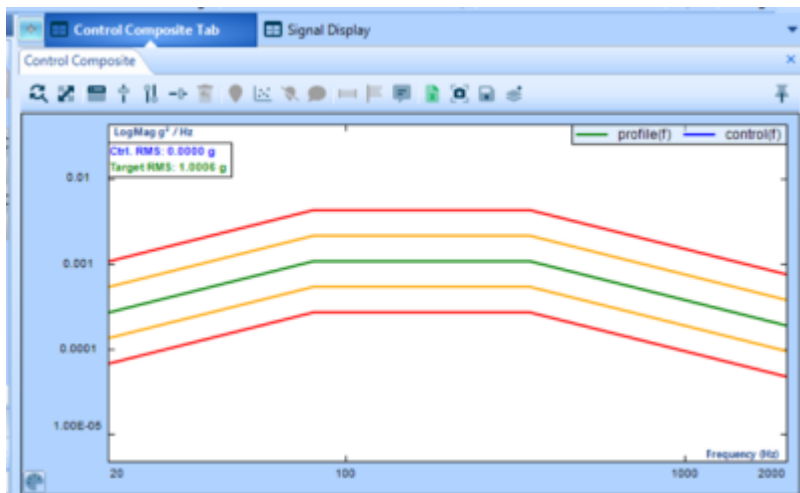 Control Composite Tab
Signal Display
Control Composite
LogMag g² / Hz
profile(f)
control(f)
Ctrl. RMS: 0.0000 g
Target RMS: 1.0006 g
0.01
0.001
0.0001
1.00E-05
Frequency (Hz)
20
100
1000
2000